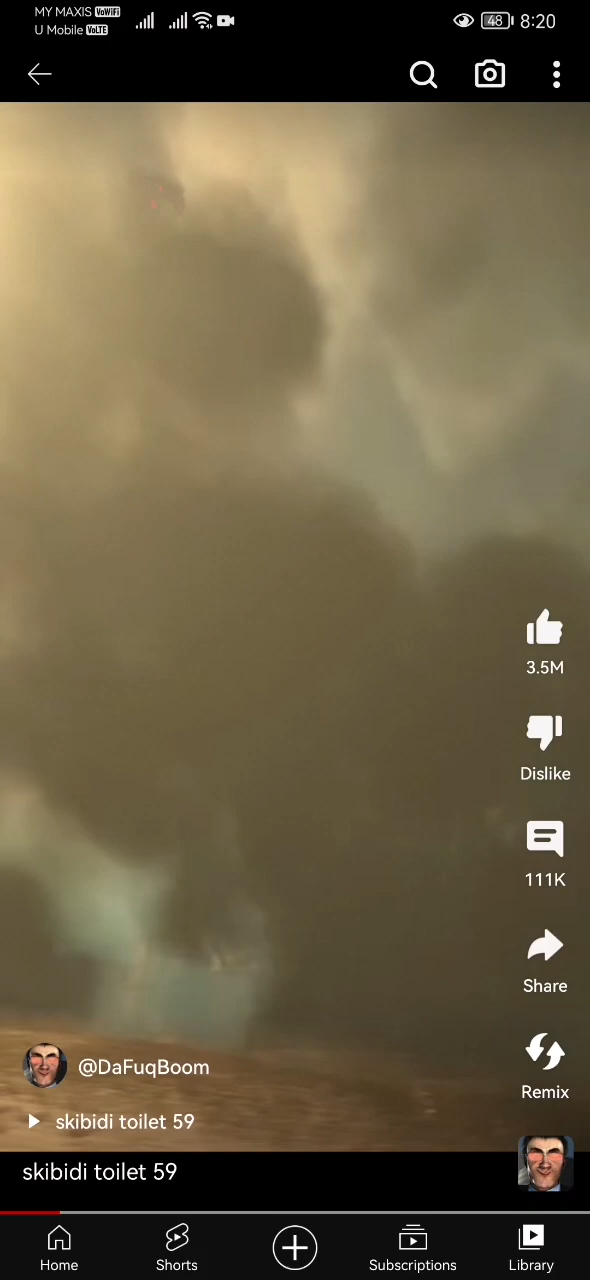 MY MAXIS VoWiFi
U Mobile VoLTE
48 8:20
3.5M
Dislike
111K
Share
Remix
@DaFuqBoom
skibidi toilet 59
skibidi toilet 59
Home Shorts Subscriptions Library